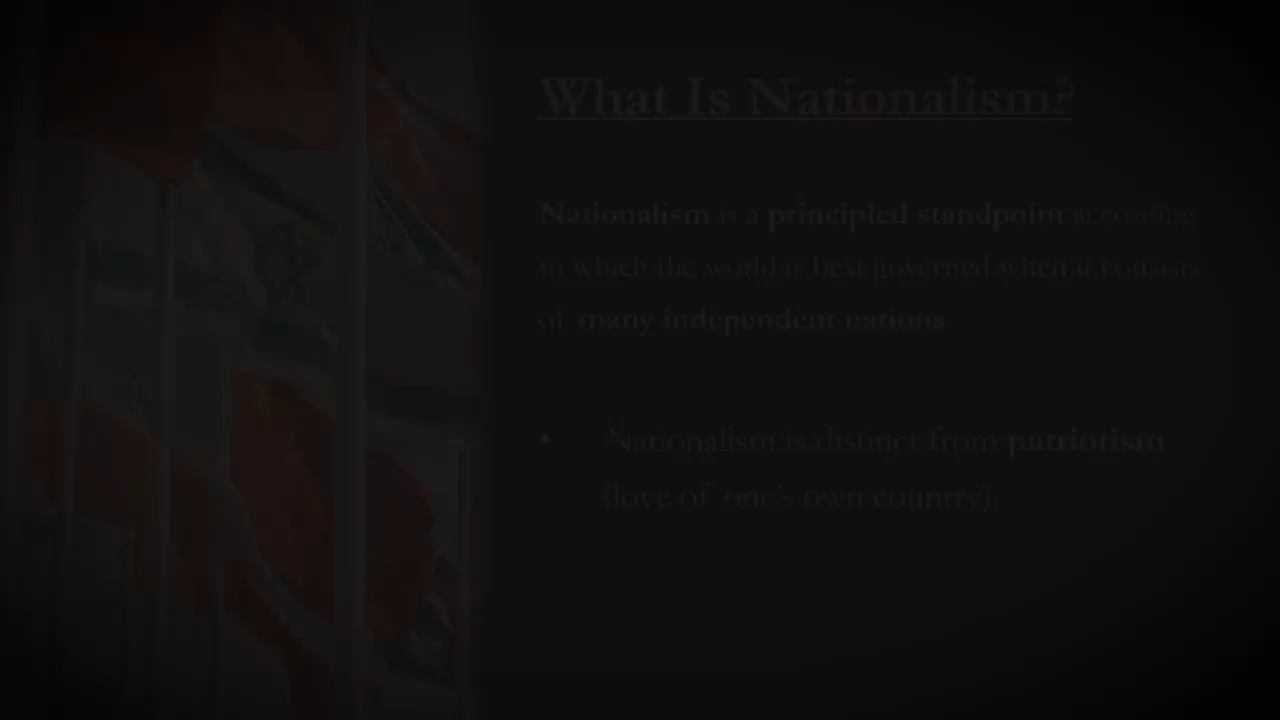 What Is Nationalism?
Nationalism is a principled standpoint according
to which the world is best governed when it consists
of many independent nations.
• Nationalism is distinct from patriotism
(love of one's own country).